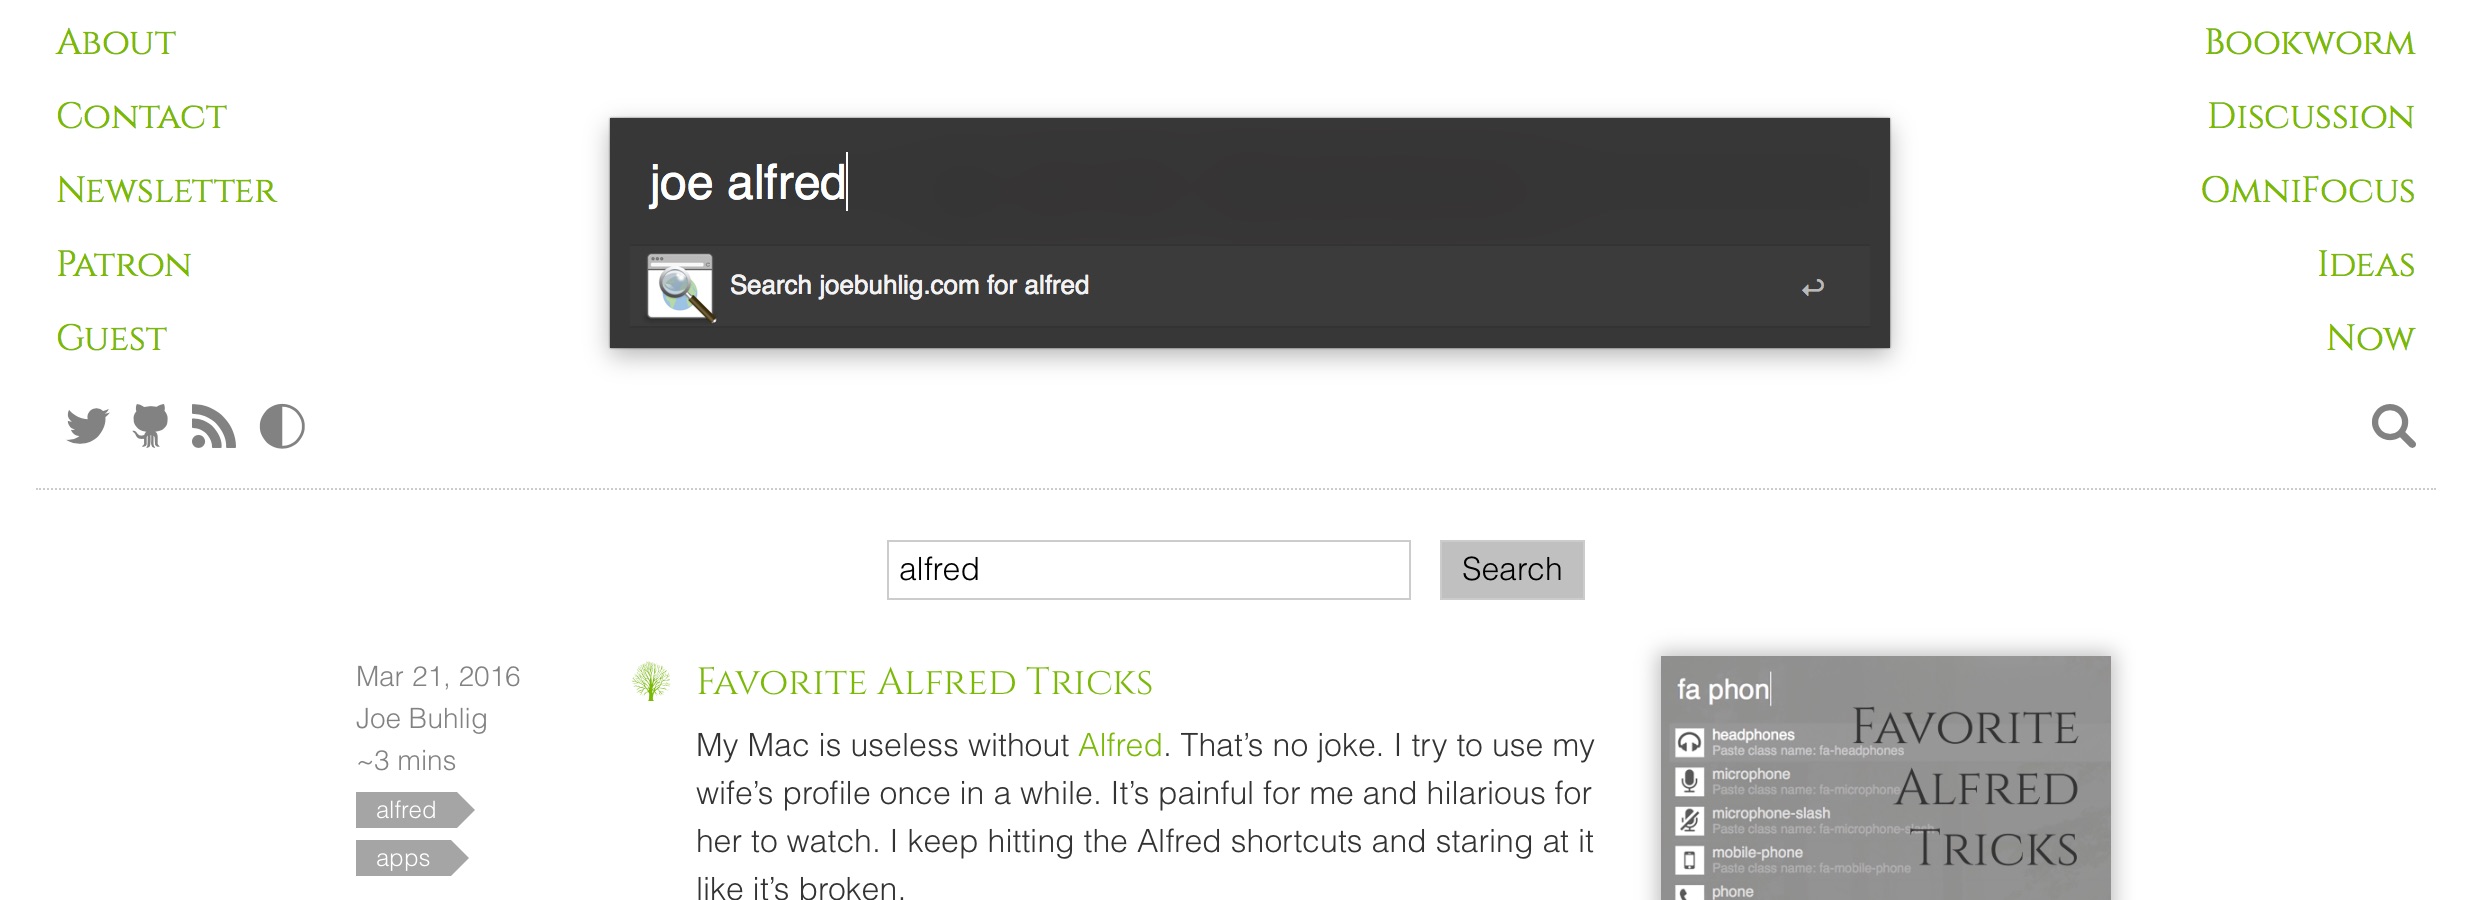 About
Contact
Newsletter
Patron
Guest
Bookworm
Discussion
OmniFocus
Ideas
Now
joe alfred
Search joebuhlig.com for alfred
alfred
Search
Mar 21, 2016
Joe Buhlig
~3 mins
alfred
apps
Favorite Alfred Tricks
My Mac is useless without Alfred. That’s no joke. I try to use my
wife’s profile once in a while. It’s painful for me and hilarious for
her to watch. I keep hitting the Alfred shortcuts and staring at it
like it’s broken.
fa phon
headphones
Paste class name: fa-headphones
microphone
Paste class name: fa-microphone
microphone-slash
Paste class name: fa-microphone-slash
mobile-phone
Paste class name: fa-mobile-phone
phone
Favorite
Alfred
Tricks